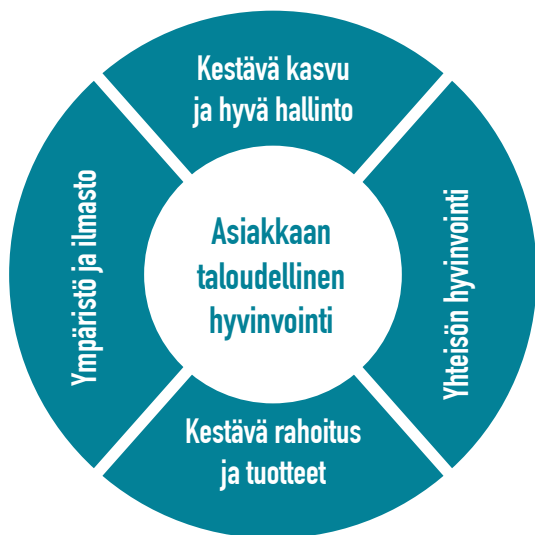 Kestävä kasvu
ja hyvä hallinto
Ympäristö ja ilmasto
Asiakkaan
taloudellinen
hyvinvointi
Yhteisön hyvinvointi
Kestävä rahoitus
ja tuotteet